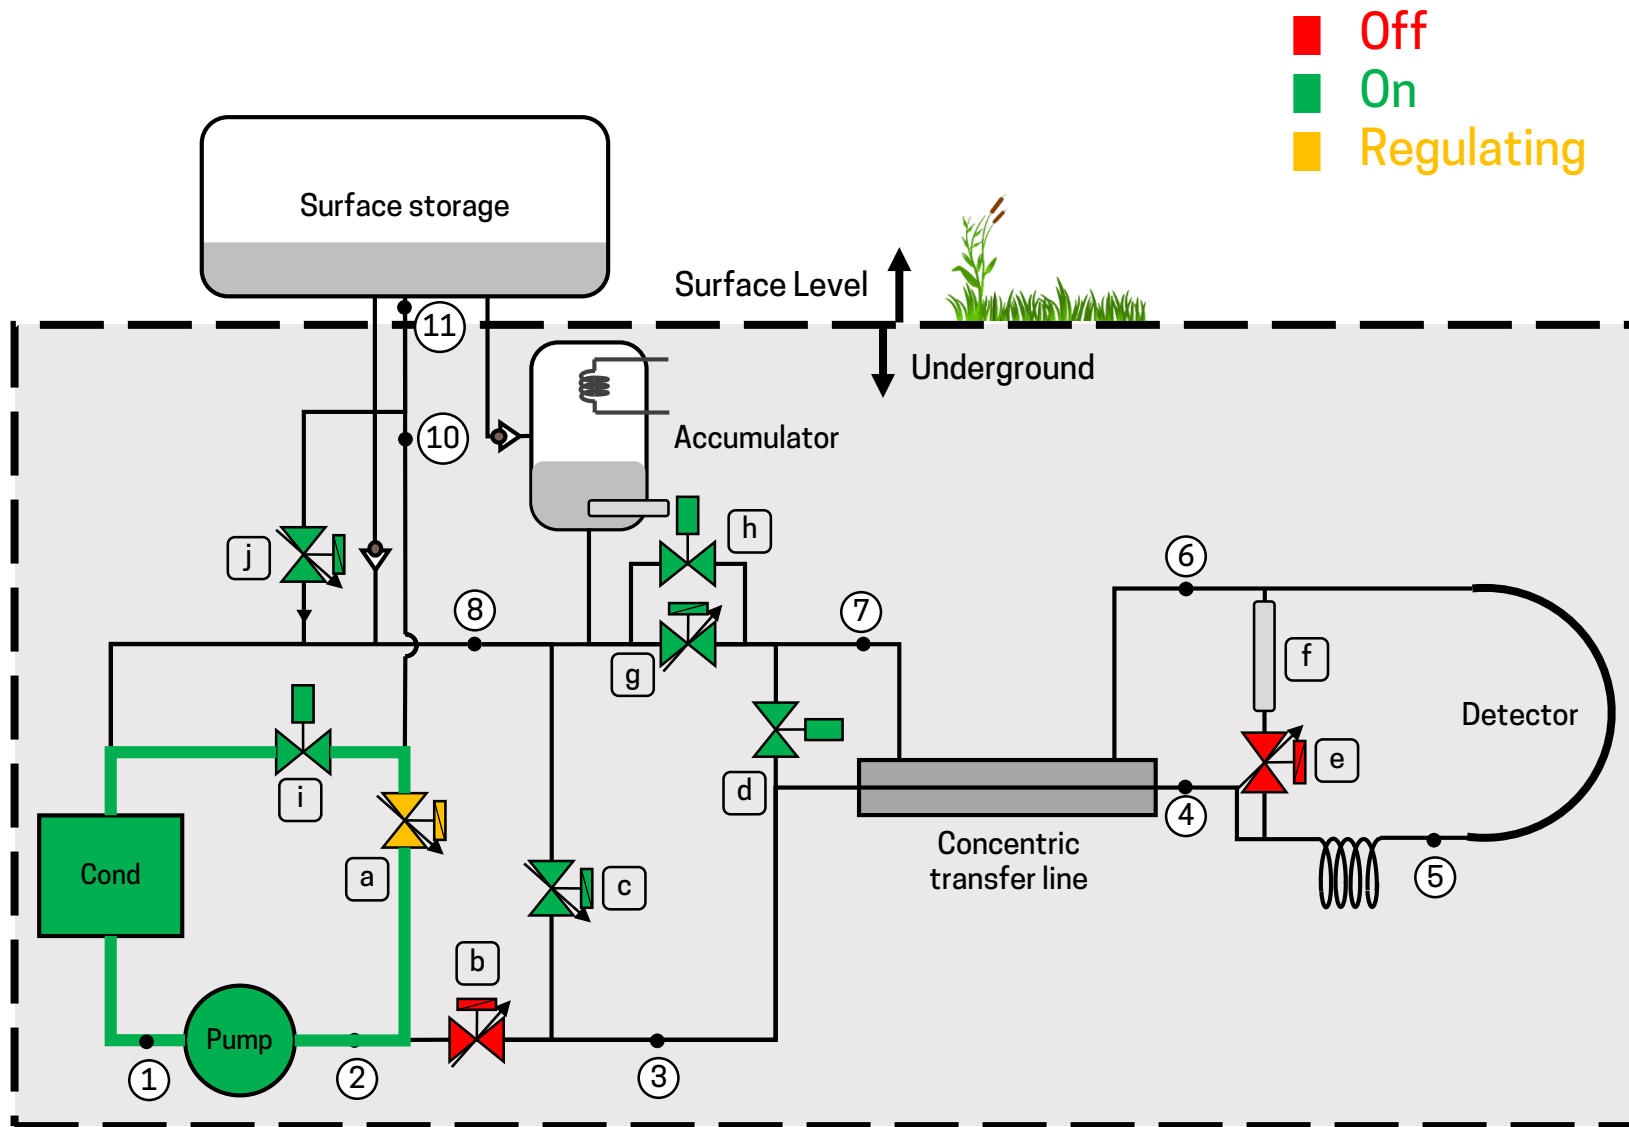 Off
On
Regulating
Surface storage
Surface Level
11
Underground
10
Accumulator
h
j
6
8
7
f
g
Detector
i
d
e
4
Concentric
transfer line
Cond
a
c
5
b
Pump
1
2
3